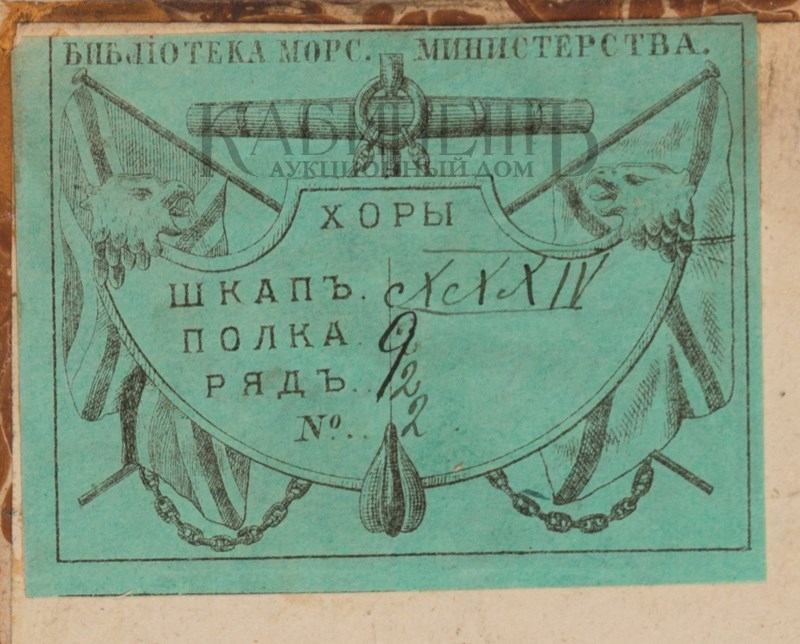 БИБЛІОТЕКА МОРС. МИНИСТЕРСТВА.
КАБИНЕТЪ
АУКЦИОННЫЙ ДОМ
ХОРЫ
ШКАПЪ. XXXIV
ПОЛКА. 9
РЯДЪ. 2
№. 2